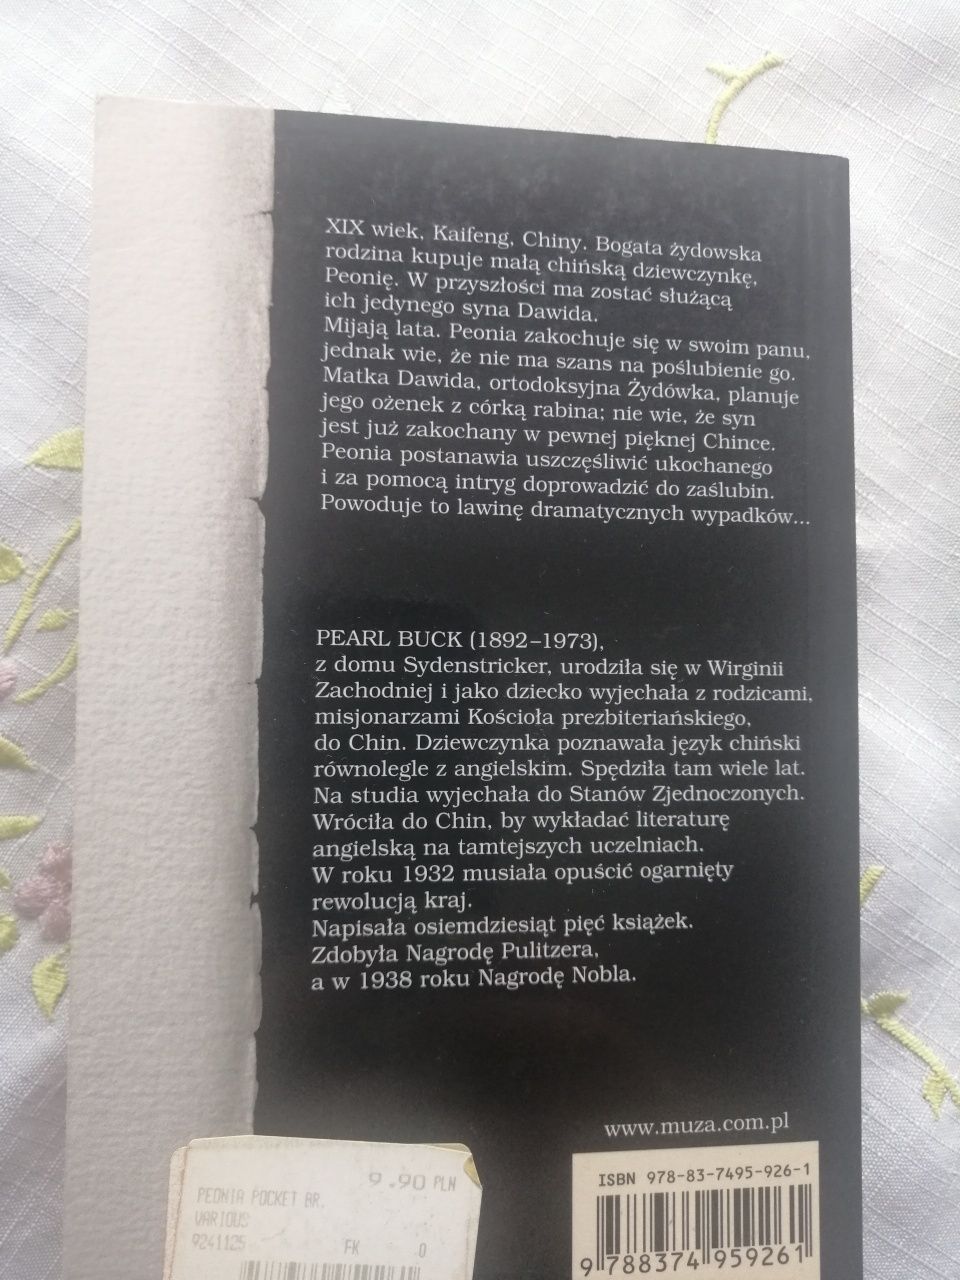 XIX wiek, Kaifeng, Chiny. Bogata żydowska
rodzina kupuje małą chińską dziewczynkę,
Peonię. W przyszłości ma zostać służącą
ich jedynego syna Dawida.
Mijają lata. Peonia zakochuje się w swoim panu,
jednak wie, że nie ma szans na poślubienie go.
Matka Dawida, ortodoksyjna Żydówka, planuje
jego ożenek z córką rabina; nie wie, że syn
jest już zakochany w pewnej pięknej Chince.
Peonia postanawia uszczęśliwić ukochanego
i za pomocą intryg doprowadzić do zaślubin.
Powoduje to lawinę dramatycznych wypadków...
PEARL BUCK (1892–1973),
z domu Sydenstricker, urodziła się w Wirginii
Zachodniej i jako dziecko wyjechała z rodzicami,
misjonarzami Kościoła prezbiteriańskiego,
do Chin. Dziewczynka poznawała język chiński
równolegle z angielskim. Spędziła tam wiele lat.
Na studia wyjechała do Stanów Zjednoczonych.
Wróciła do Chin, by wykładać literaturę
angielską na tamtejszych uczelniach.
W roku 1932 musiała opuścić ogarnięty
rewolucją kraj.
Napisała osiemdziesiąt pięć książek.
Zdobyła Nagrodę Pulitzera,
a w 1938 roku Nagrodę Nobla.
www.muza.com.pl
ISBN 978-83-7495-926-1
9 788374 959261
9.90 PLN
PEONIA POCKET BR.
VARIOUS
9241125 FK 0